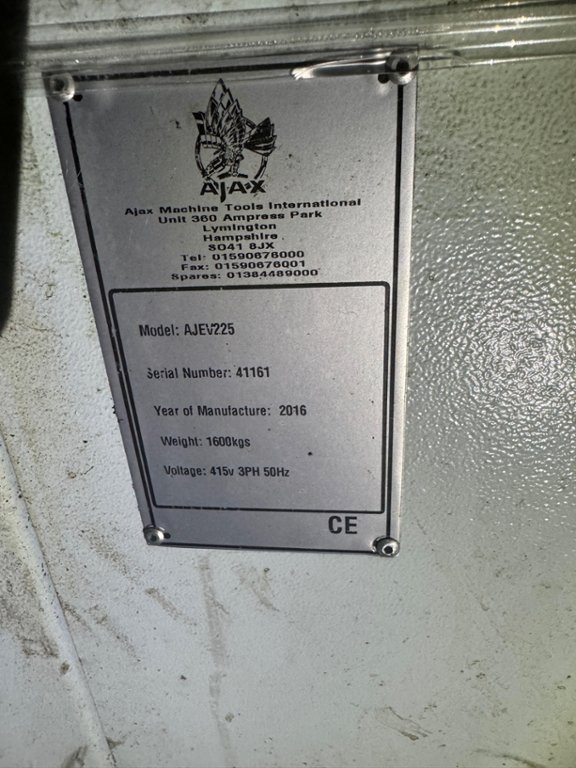 AJAX
Ajax Machine Tools International
Unit 360 Ampress Park
Lymington
Hampshire
SO41 8JX
Tel: 01590678000
Fax: 01590676001
Spares: 01384489000
Model: AJEV225
Serial Number: 41161
Year of Manufacture: 2016
Weight: 1600kgs
Voltage: 415v 3PH 50Hz
CE